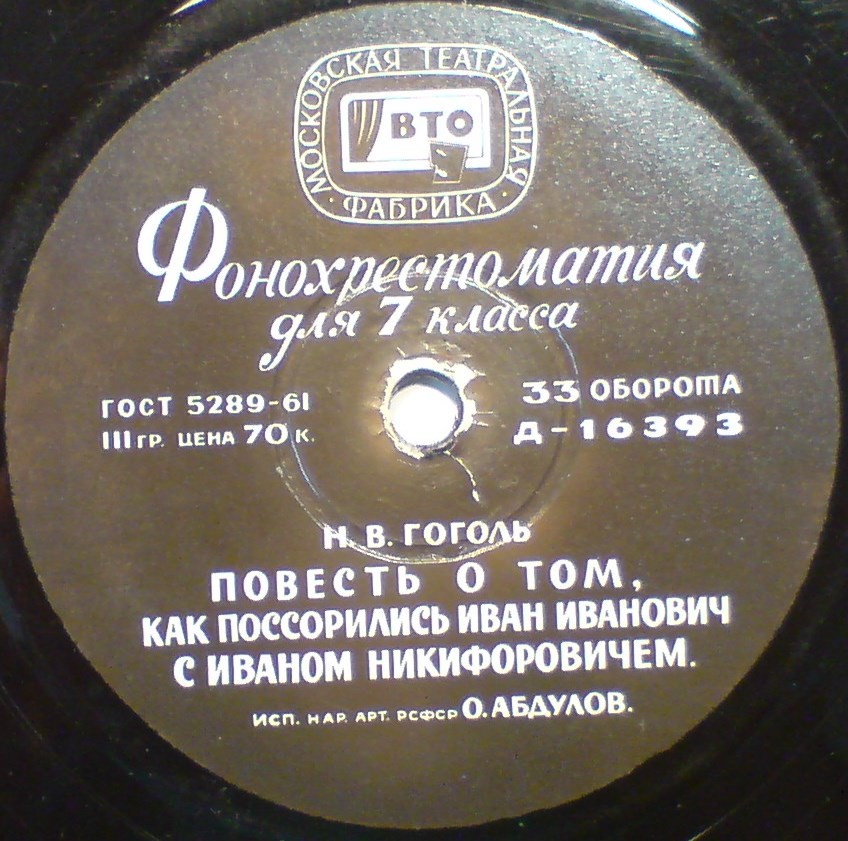 МОСКОВСКАЯ ТЕАТРАЛЬНАЯ
· ФАБРИКА ·
ВТО
Фонохрестоматия
для 7 класса
ГОСТ 5289-61
III ГР. ЦЕНА 70 К.
33 ОБОРОТА
Д-16393
Н. В. ГОГОЛЬ
ПОВЕСТЬ О ТОМ,
КАК ПОССОРИЛИСЬ ИВАН ИВАНОВИЧ
С ИВАНОМ НИКИФОРОВИЧЕМ.
ИСП. НАР. АРТ. РСФСР О. АБДУЛОВ.